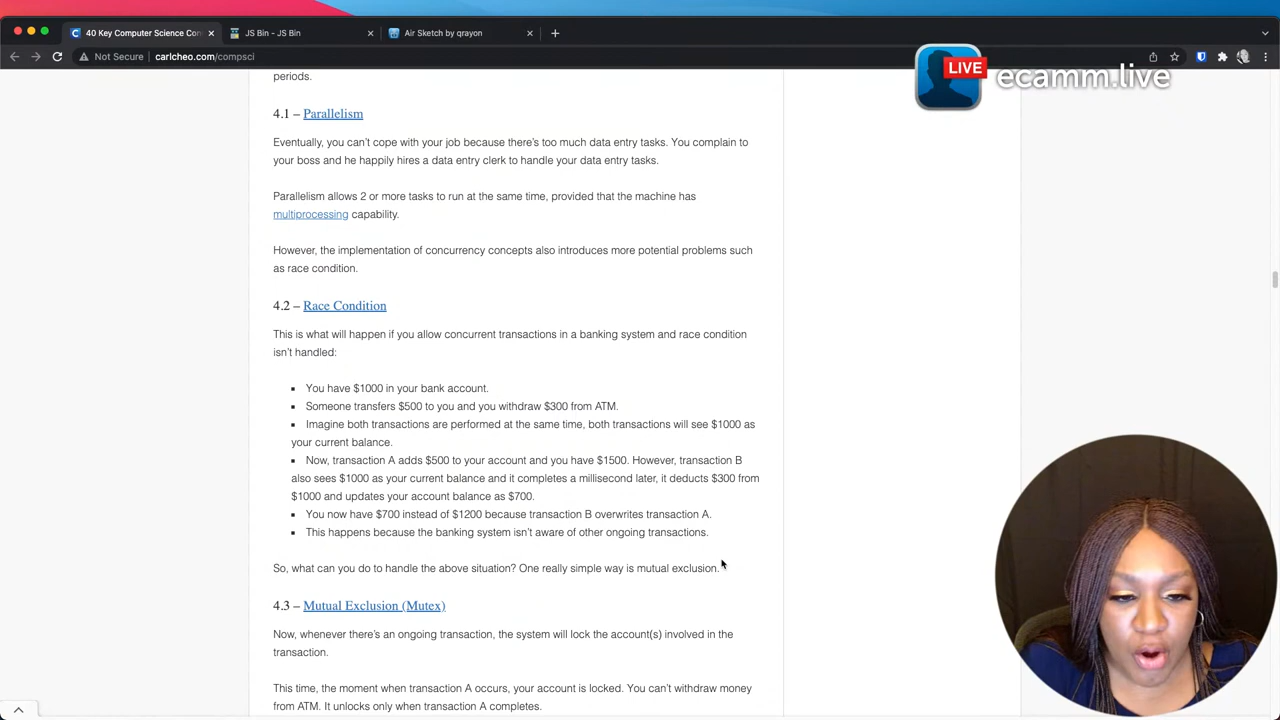 40 Key Computer Science Con
JS Bin - JS Bin
Air Sketch by qrayon
Not Secure
carlcheo.com/compsci
LIVE
ecamm.live
periods.
4.1 – Parallelism
Eventually, you can't cope with your job because there's too much data entry tasks. You complain to
your boss and he happily hires a data entry clerk to handle your data entry tasks.
Parallelism allows 2 or more tasks to run at the same time, provided that the machine has
multiprocessing capability.
However, the implementation of concurrency concepts also introduces more potential problems such
as race condition.
4.2 – Race Condition
This is what will happen if you allow concurrent transactions in a banking system and race condition
isn't handled:
You have $1000 in your bank account.
Someone transfers $500 to you and you withdraw $300 from ATM.
Imagine both transactions are performed at the same time, both transactions will see $1000 as
your current balance.
Now, transaction A adds $500 to your account and you have $1500. However, transaction B
also sees $1000 as your current balance and it completes a millisecond later, it deducts $300 from
$1000 and updates your account balance as $700.
You now have $700 instead of $1200 because transaction B overwrites transaction A.
This happens because the banking system isn't aware of other ongoing transactions.
So, what can you do to handle the above situation? One really simple way is mutual exclusion.
4.3 – Mutual Exclusion (Mutex)
Now, whenever there's an ongoing transaction, the system will lock the account(s) involved in the
transaction.
This time, the moment when transaction A occurs, your account is locked. You can't withdraw money
from ATM. It unlocks only when transaction A completes.